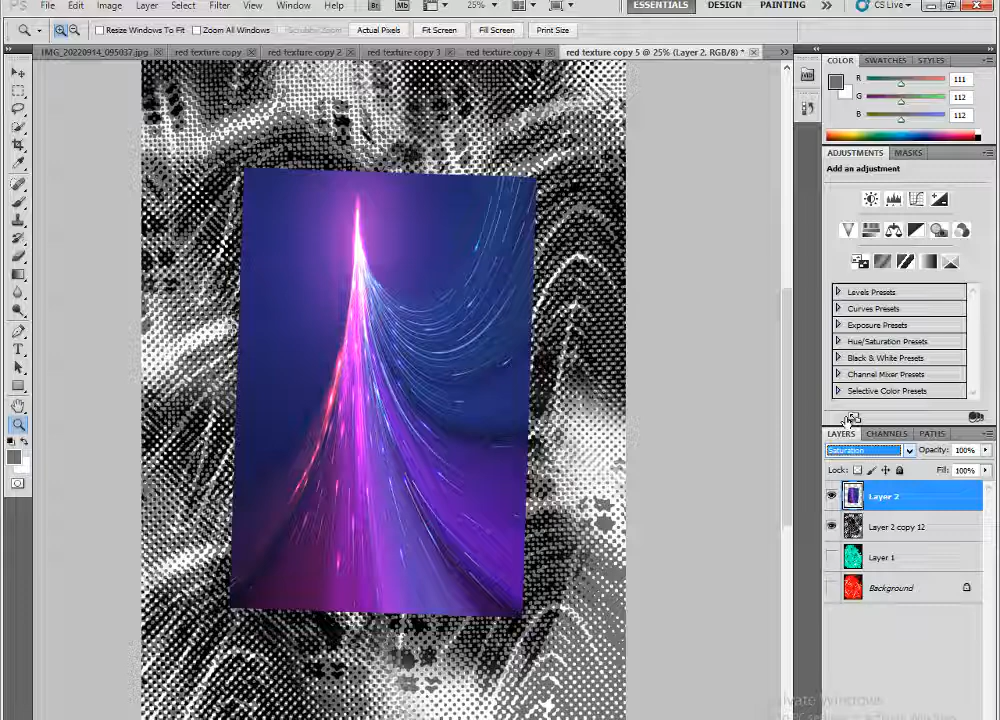 PS File Edit Image Layer Select Filter View Window Help Br Mb 25% ESSENTIALS DESIGN PAINTING CS Live
Resize Windows To Fit Zoom All Windows Scrubby Zoom Actual Pixels Fit Screen Fill Screen Print Size
IMG_20220914_095037.jpg red texture copy red texture copy 2 red texture copy 3 red texture copy 4 red texture copy 5 @ 25% (Layer 2, RGB/8) *
COLOR SWATCHES STYLES
R 111
G 112
B 112
ADJUSTMENTS MASKS
Add an adjustment
Levels Presets
Curves Presets
Exposure Presets
Hue/Saturation Presets
Black & White Presets
Channel Mixer Presets
Selective Color Presets
LAYERS CHANNELS PATHS
Saturation Opacity: 100%
Lock: Fill: 100%
Layer 2
Layer 2 copy 12
Layer 1
Background